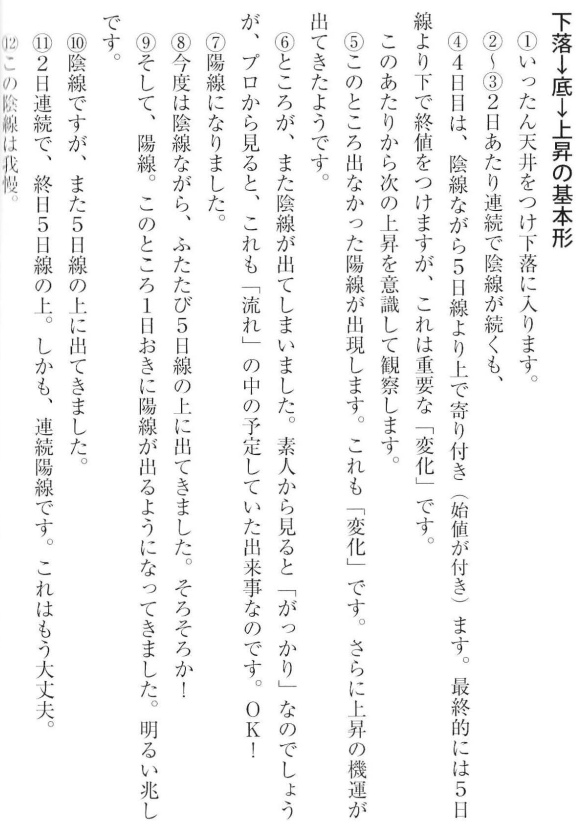 下落→底→上昇の基本形
①いったん天井をつけ下落に入ります。
②～③2日あたり連続で陰線が続くも、
④4日目は、陰線ながら5日線より上で寄り付き（始値が付き）ます。最終的には5日
線より下で終値をつけますが、これは重要な「変化」です。
このあたりから次の上昇を意識して観察します。
⑤このところ出なかった陽線が出現します。これも「変化」です。さらに上昇の機運が
出てきたようです。
⑥ところが、また陰線が出てしまいました。素人から見ると「がっかり」なのでしょう
が、プロから見ると、これも「流れ」の中の予定していた出来事なのです。OK！
⑦陽線になりました。
⑧今度は陰線ながら、ふたたび5日線の上に出てきました。そろそろか！
⑨そして、陽線。このところ1日おきに陽線が出るようになってきました。明るい兆し
です。
⑩陰線ですが、また5日線の上に出てきました。
⑪2日連続で、終日5日線の上。しかも、連続陽線です。これはもう大丈夫。
⑫この陰線は我慢。